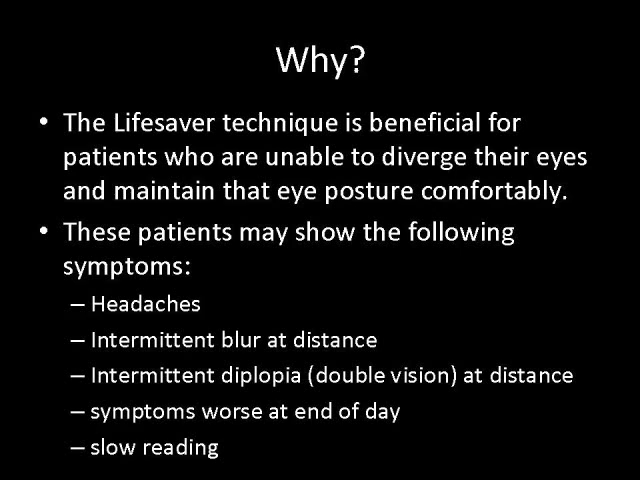 Why?
• The Lifesaver technique is beneficial for
patients who are unable to diverge their eyes
and maintain that eye posture comfortably.
• These patients may show the following
symptoms:
– Headaches
– Intermittent blur at distance
– Intermittent diplopia (double vision) at distance
– symptoms worse at end of day
– slow reading